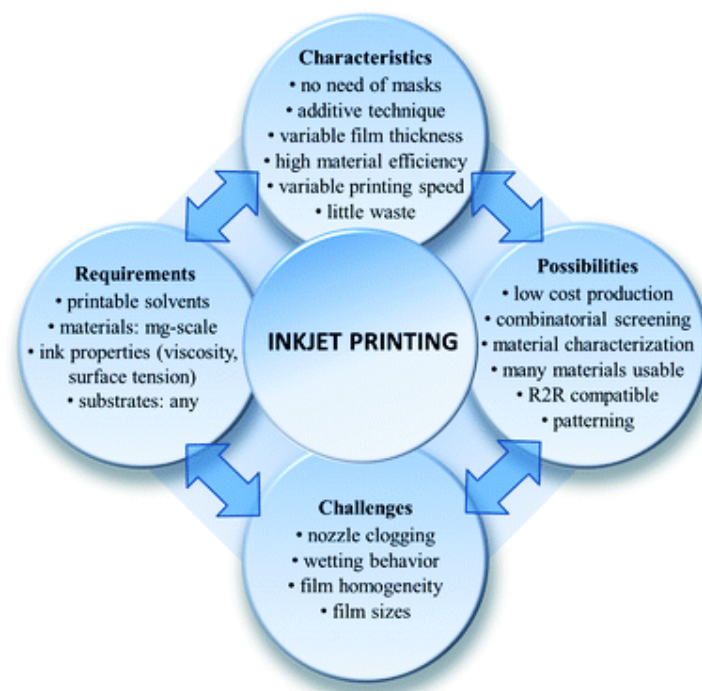 Characteristics
• no need of masks
• additive technique
• variable film thickness
• high material efficiency
• variable printing speed
• little waste
Requirements
• printable solvents
• materials: mg-scale
• ink properties (viscosity,
surface tension)
• substrates: any
INKJET PRINTING
Possibilities
• low cost production
• combinatorial screening
• material characterization
• many materials usable
• R2R compatible
• patterning
Challenges
• nozzle clogging
• wetting behavior
• film homogeneity
• film sizes